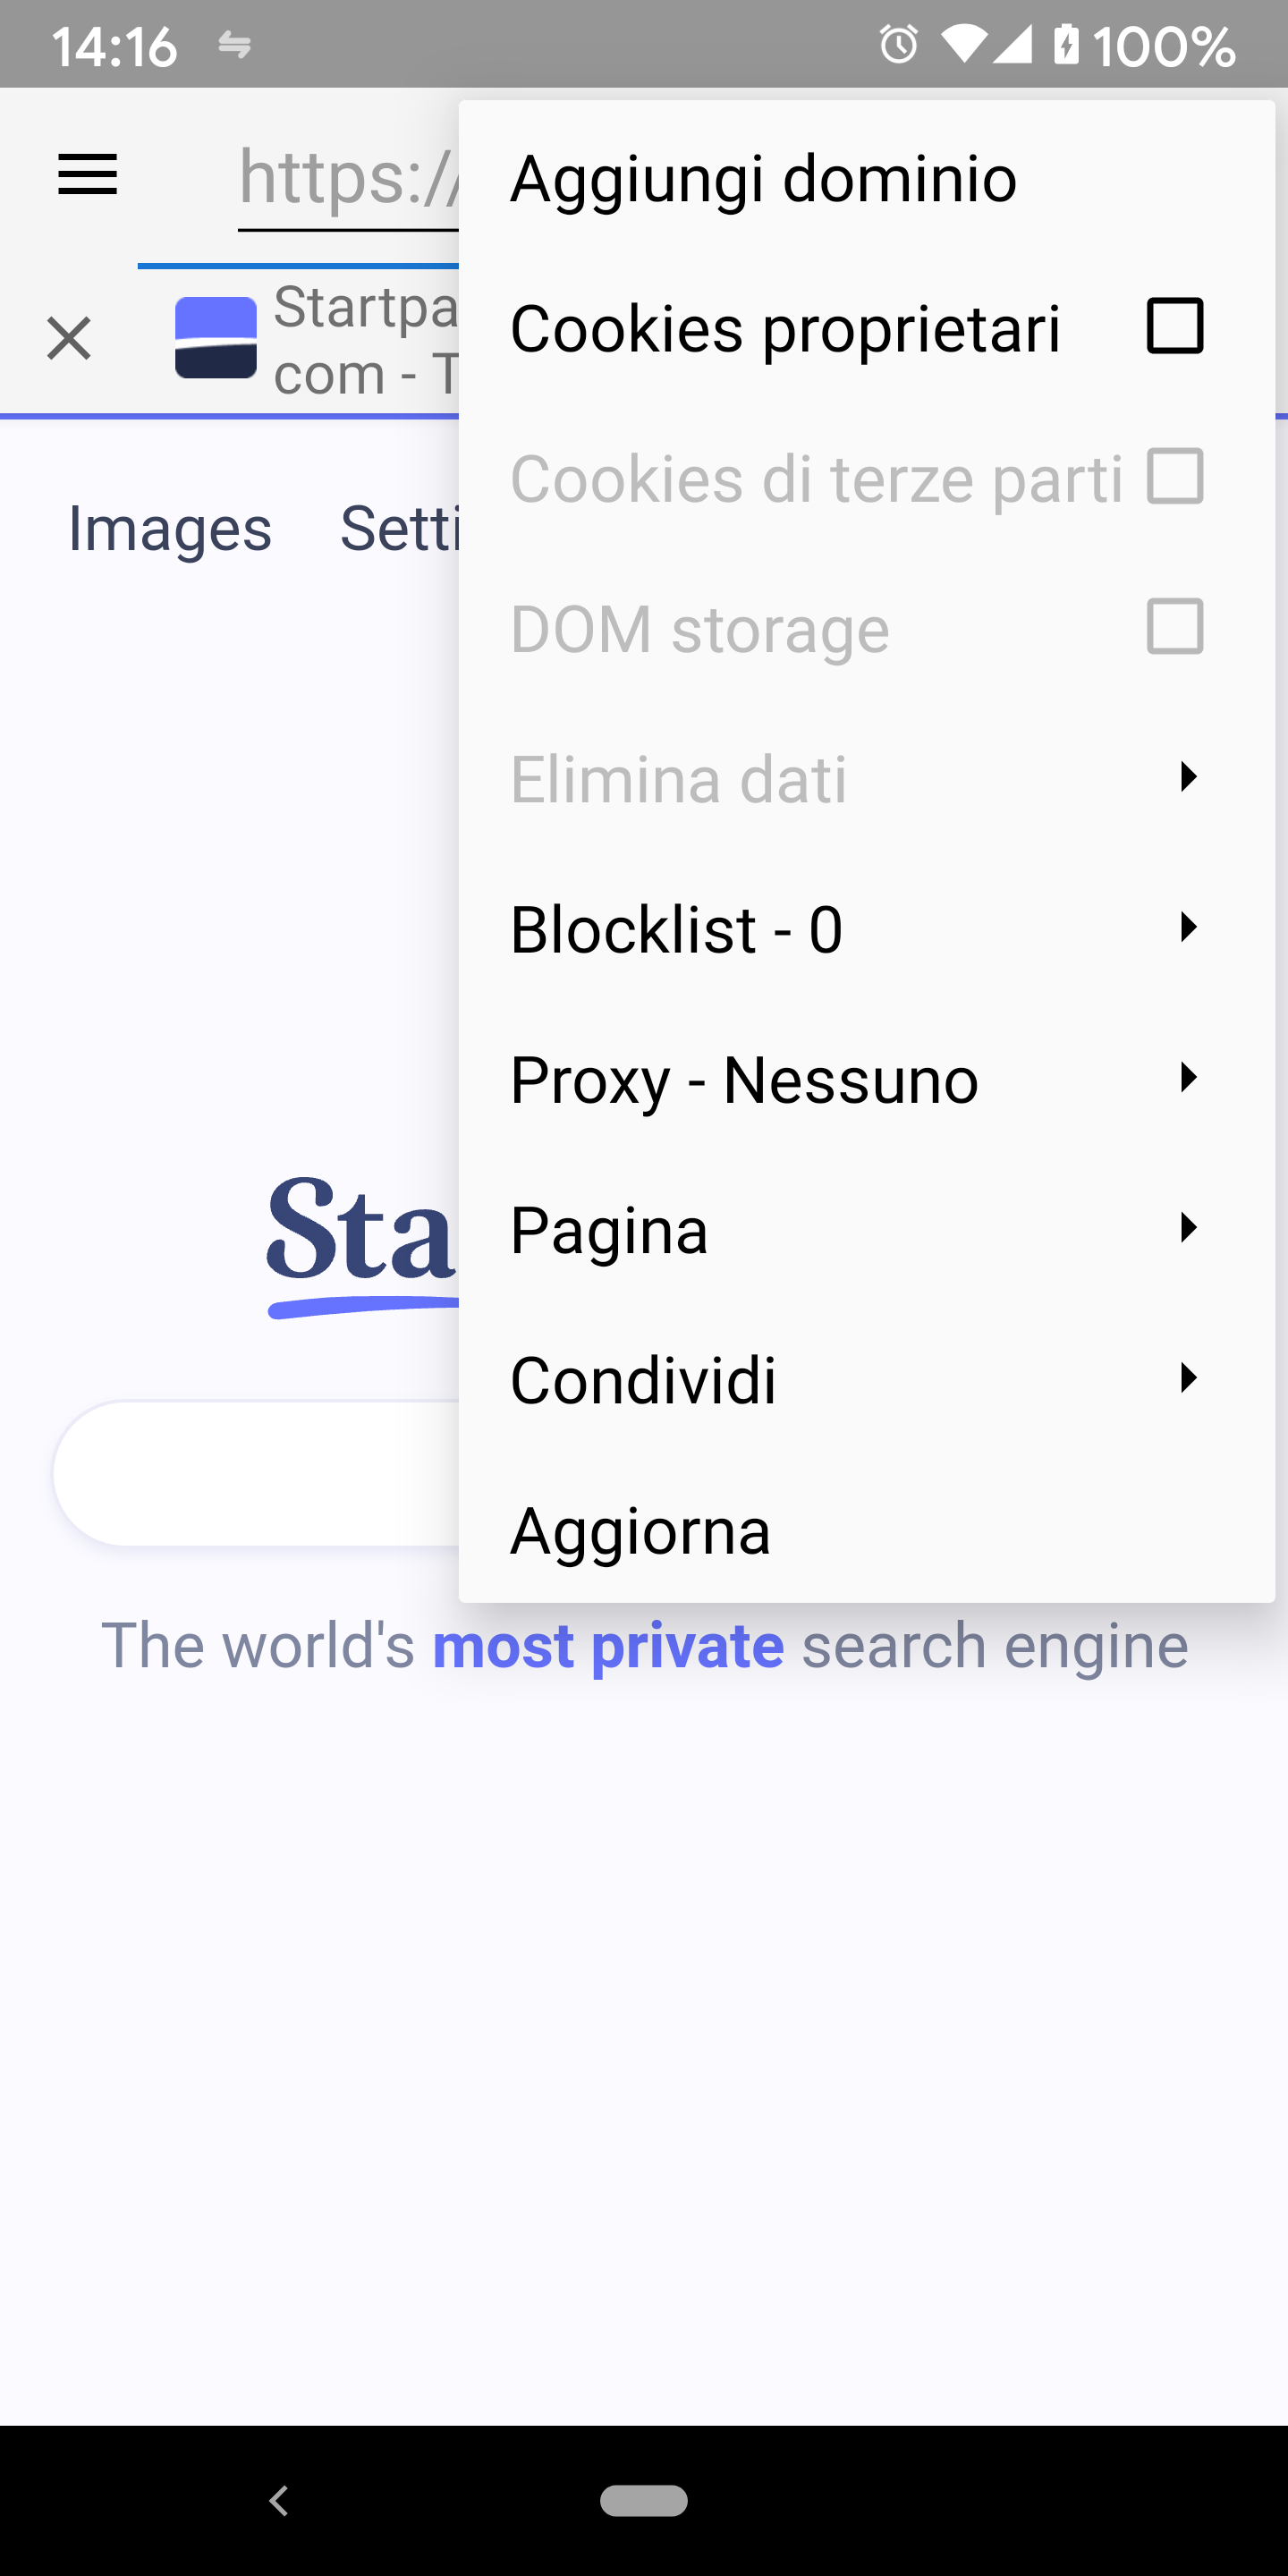 14:16
100%
https://
Aggiungi dominio
Startpa
com - T
Cookies proprietari
Cookies di terze parti
Images
Setti
DOM storage
Elimina dati
Blocklist - 0
Proxy - Nessuno
Pagina
Sta
Condividi
Aggiorna
The world's most private search engine